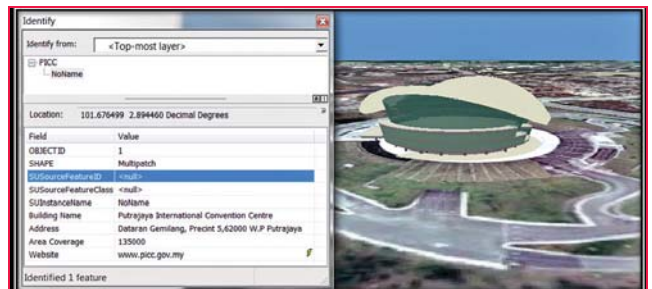 Identify
Identify from: <Top-most layer>
PICC
NoName
Location: 101.676499 2.894460 Decimal Degrees
Field Value
OBJECTID 1
SHAPE Multipatch
SUSourceFeatureID <null>
SUSourceFeatureClass <null>
SUInstanceName NoName
Building Name Putrajaya International Convention Centre
Address Dataran Gemilang, Precint 5,62000 W.P Putrajaya
Area Coverage 135000
Website www.picc.gov.my
Identified 1 feature